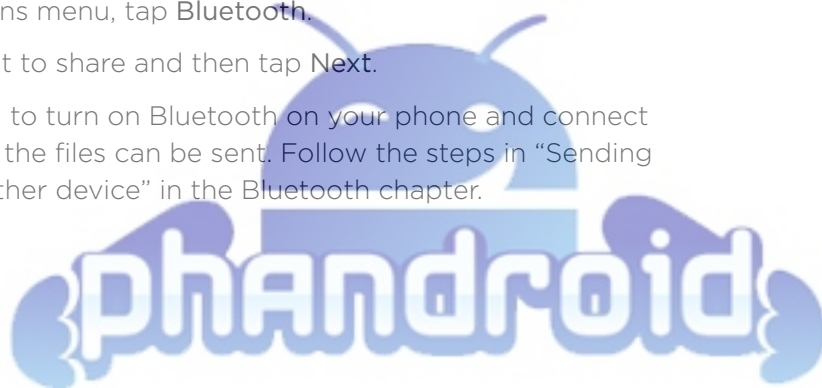 ns menu, tap Bluetooth.
t to share and then tap Next.
to turn on Bluetooth on your phone and connect
the files can be sent. Follow the steps in “Sending
ther device” in the Bluetooth chapter.
phandroid